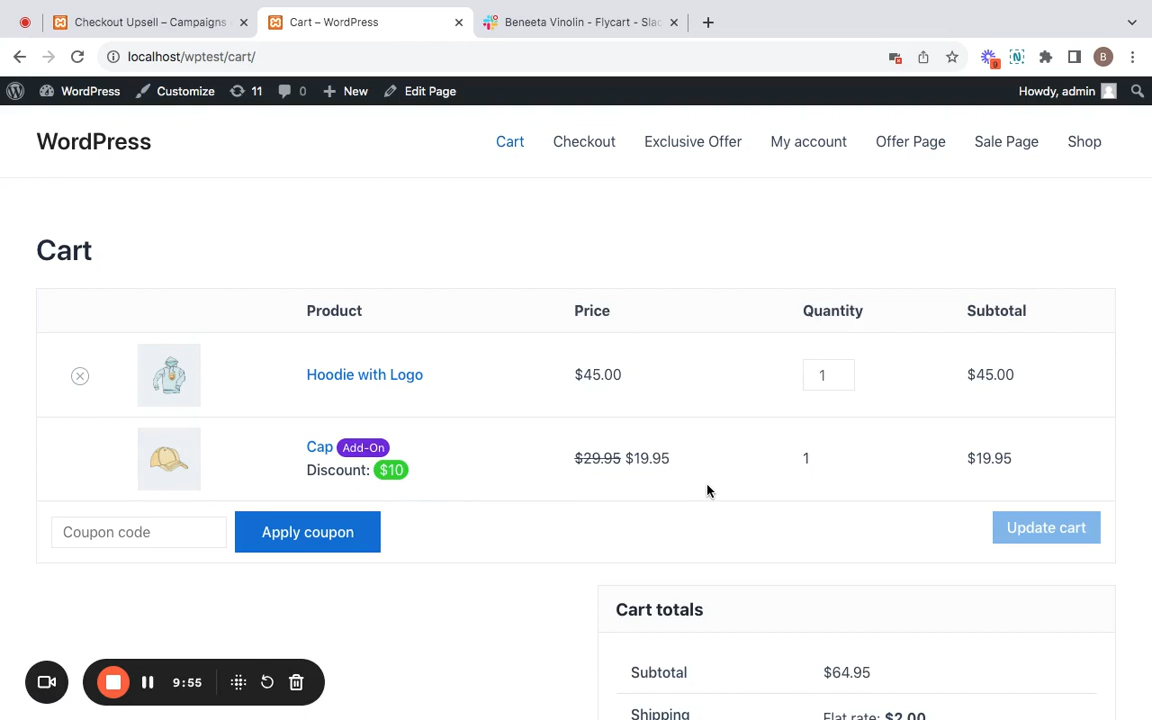 Checkout Upsell – Campaigns
Cart – WordPress
Beneeta Vinolin - Flycart - Slac
localhost/wptest/cart/
9
B
WordPress
Customize
11
0
New
Edit Page
Howdy, admin
WordPress
Cart
Checkout
Exclusive Offer
My account
Offer Page
Sale Page
Shop
Cart
Product Price Quantity Subtotal
Hoodie with Logo $45.00 1 $45.00
Cap Add-On
Discount: $10
$29.95 $19.95 1 $19.95
Coupon code
Apply coupon
Update cart
Cart totals
Subtotal $64.95
Shipping Flat rate: $2.00
9:55